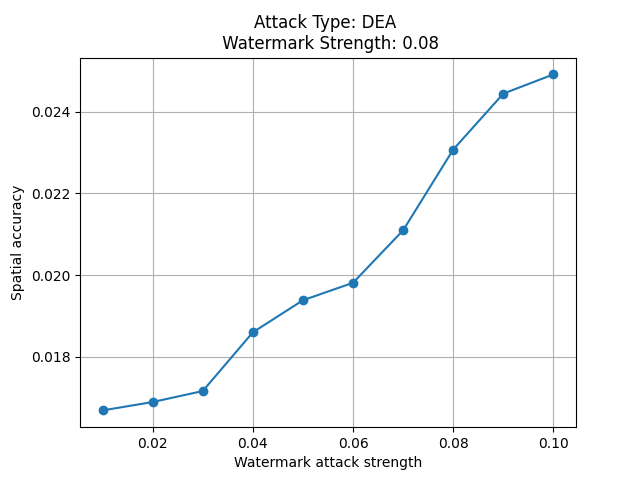 Attack Type: DEA
Watermark Strength: 0.08
Spatial accuracy
0.024
0.022
0.020
0.018
0.02 0.04 0.06 0.08 0.10
Watermark attack strength